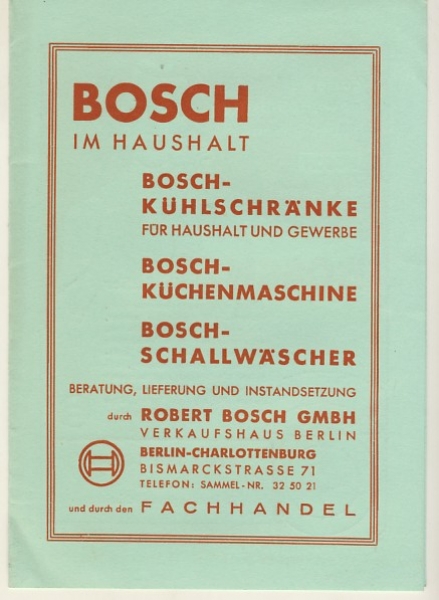 BOSCH
IM HAUSHALT
BOSCH-
KÜHLSCHRÄNKE
FÜR HAUSHALT UND GEWERBE
BOSCH-
KÜCHENMASCHINE
BOSCH-
SCHALLWÄSCHER
BERATUNG, LIEFERUNG UND INSTANDSETZUNG
durch ROBERT BOSCH GMBH
VERKAUFSHAUS BERLIN
BERLIN-CHARLOTTENBURG
BISMARCKSTRASSE 71
TELEFON: SAMMEL-NR. 32 50 21
und durch den FACHHANDEL